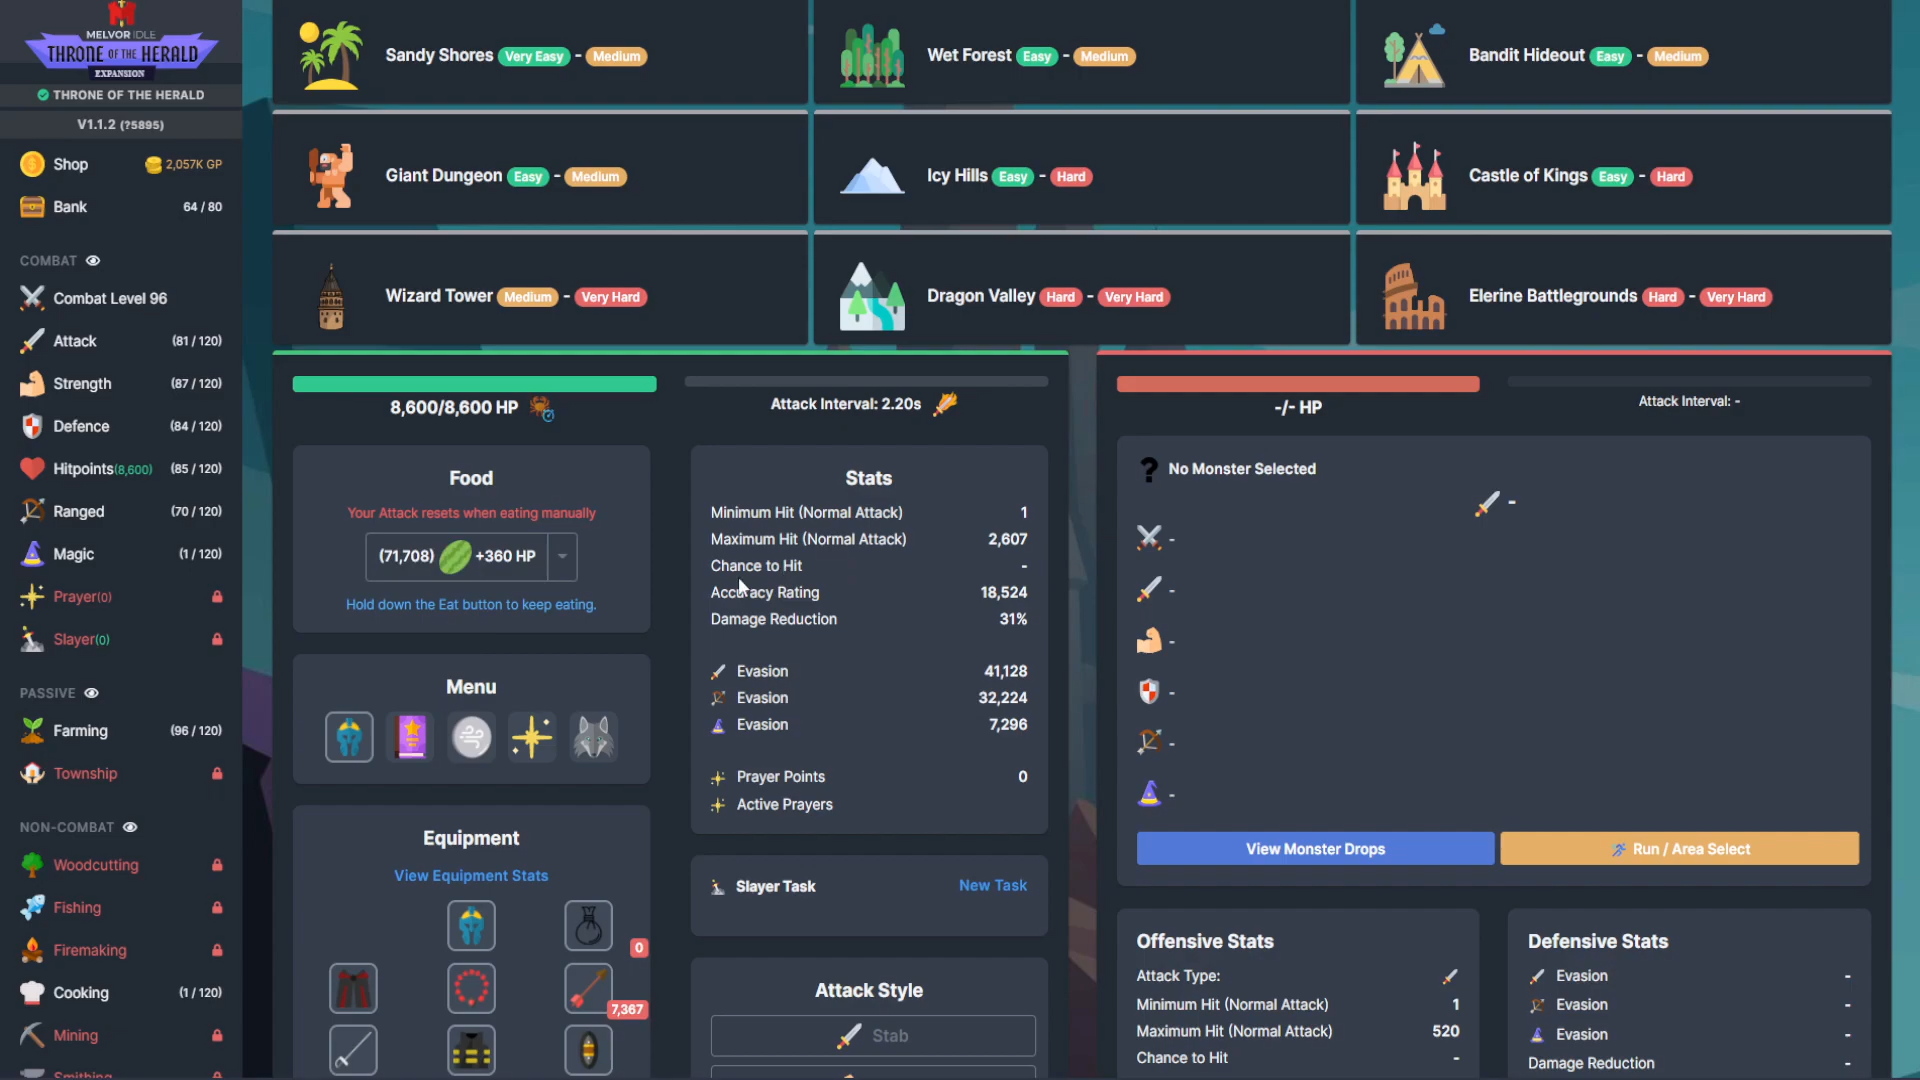 MELVOR IDLE
THRONE OF THE HERALD
EXPANSION
THRONE OF THE HERALD
V1.1.2 (?5895)
Shop 2,057K GP
Bank 64 / 80
COMBAT
Combat Level 96
Attack (81 / 120)
Strength (87 / 120)
Defence (84 / 120)
Hitpoints(8,600) (85 / 120)
Ranged (70 / 120)
Magic (1 / 120)
Prayer(0)
Slayer(0)
PASSIVE
Farming (96 / 120)
Township
NON-COMBAT
Woodcutting
Fishing
Firemaking
Cooking (1 / 120)
Mining
Smithing
Sandy Shores Very Easy - Medium
Wet Forest Easy - Medium
Bandit Hideout Easy - Medium
Giant Dungeon Easy - Medium
Icy Hills Easy - Hard
Castle of Kings Easy - Hard
Wizard Tower Medium - Very Hard
Dragon Valley Hard - Very Hard
Elerine Battlegrounds Hard - Very Hard
8,600/8,600 HP
Food
Your Attack resets when eating manually
(71,708) +360 HP
Hold down the Eat button to keep eating.
Menu
Equipment
View Equipment Stats
0
7,367
Attack Interval: 2.20s
Stats
Minimum Hit (Normal Attack) 1
Maximum Hit (Normal Attack) 2,607
Chance to Hit -
Accuracy Rating 18,524
Damage Reduction 31%
Evasion 41,128
Evasion 32,224
Evasion 7,296
Prayer Points 0
Active Prayers
Slayer Task New Task
Attack Style
Stab
-/- HP
Attack Interval: -
No Monster Selected
-
-
-
-
-
-
-
View Monster Drops
Run / Area Select
Offensive Stats
Attack Type:
Minimum Hit (Normal Attack) 1
Maximum Hit (Normal Attack) 520
Chance to Hit -
Defensive Stats
Evasion -
Evasion -
Evasion -
Damage Reduction -